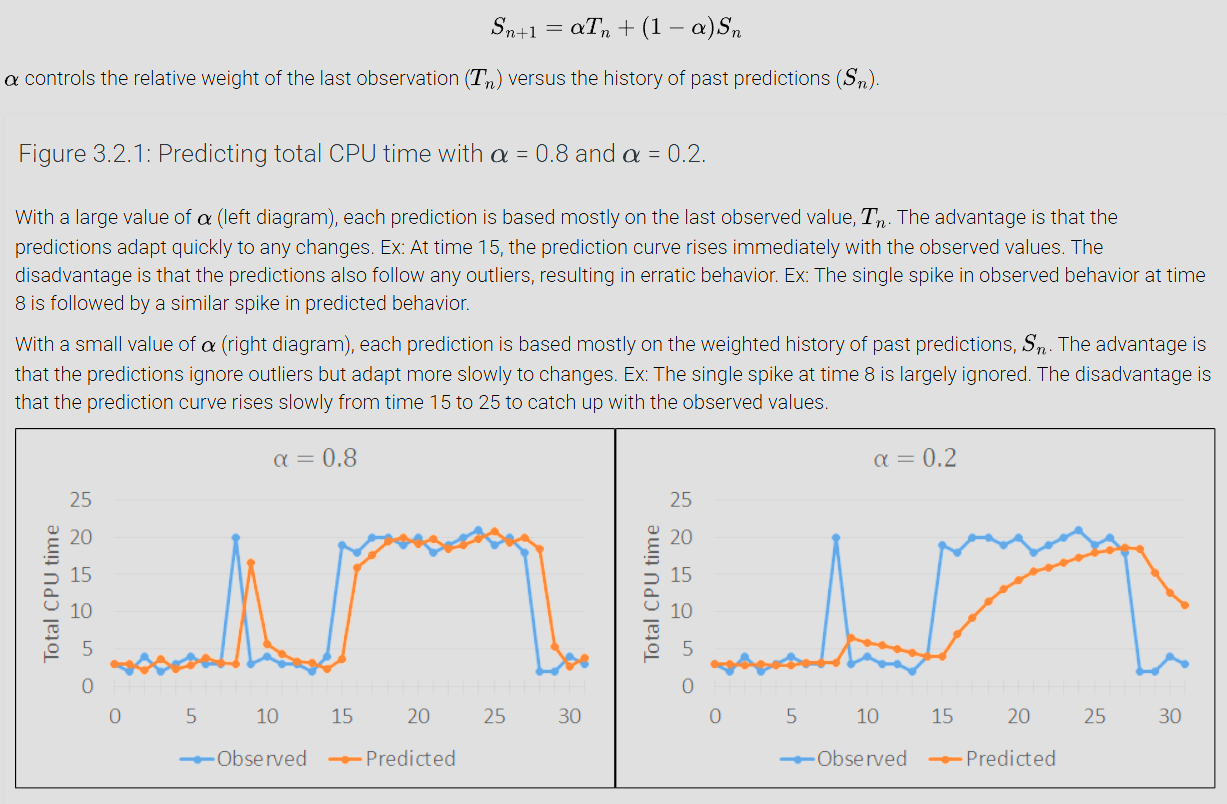 Sₙ₊₁ = αTₙ + (1 − α)Sₙ
α controls the relative weight of the last observation (Tₙ) versus the history of past predictions (Sₙ).
Figure 3.2.1: Predicting total CPU time with α = 0.8 and α = 0.2.
With a large value of α (left diagram), each prediction is based mostly on the last observed value, Tₙ. The advantage is that the
predictions adapt quickly to any changes. Ex: At time 15, the prediction curve rises immediately with the observed values. The
disadvantage is that the predictions also follow any outliers, resulting in erratic behavior. Ex: The single spike in observed behavior at time
8 is followed by a similar spike in predicted behavior.
With a small value of α (right diagram), each prediction is based mostly on the weighted history of past predictions, Sₙ. The advantage is
that the predictions ignore outliers but adapt more slowly to changes. Ex: The single spike at time 8 is largely ignored. The disadvantage is
that the prediction curve rises slowly from time 15 to 25 to catch up with the observed values.
α = 0.8
Total CPU time
25
20
15
10
5
0
0 5 10 15 20 25 30
Observed Predicted
α = 0.2
Total CPU time
25
20
15
10
5
0
0 5 10 15 20 25 30
Observed Predicted